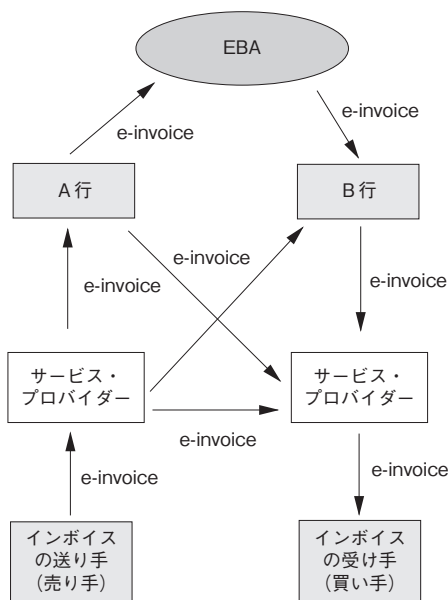 EBA
e-invoice
e-invoice
A行
B行
e-invoice
e-invoice
e-invoice
サービス・
プロバイダー
サービス・
プロバイダー
e-invoice
e-invoice
e-invoice
インボイス
の送り手
(売り手)
インボイス
の受け手
(買い手)